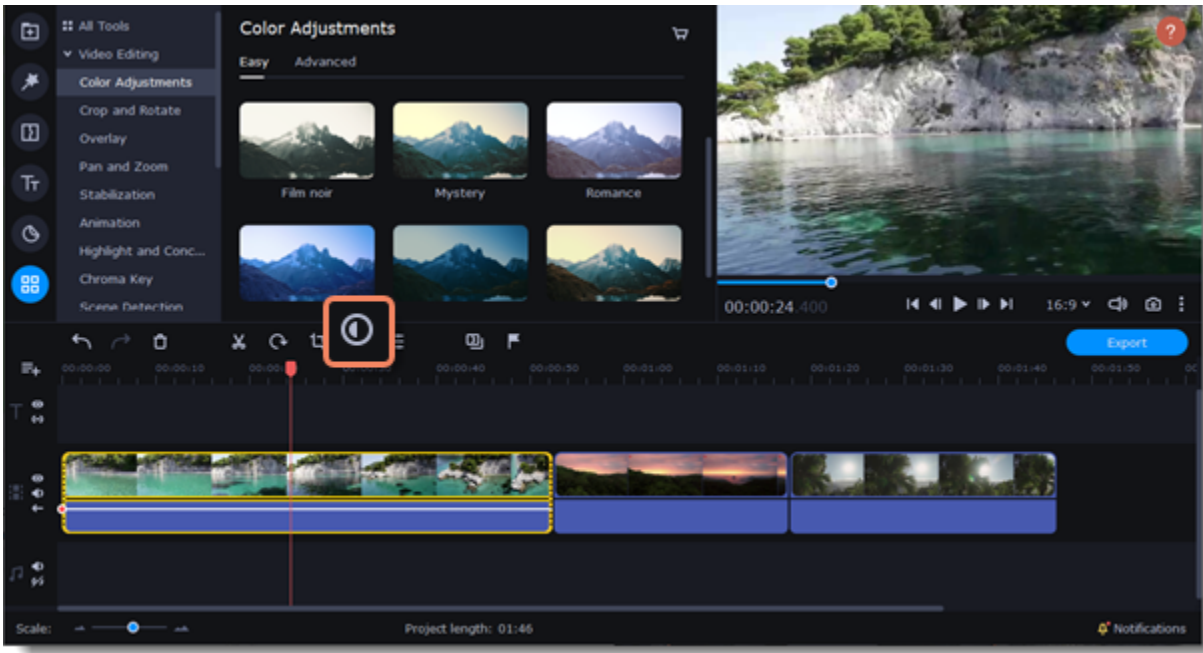 All Tools
Video Editing
Color Adjustments
Crop and Rotate
Overlay
Pan and Zoom
Stabilization
Animation
Highlight and Conc...
Chroma Key
Scene Detection
Color Adjustments
Easy Advanced
Film noir Mystery Romance
?
00:00:24.400
16:9
Export
00:00:00 00:00:10 00:00:40 00:00:50 00:01:00 00:01:10 00:01:20 00:01:30 00:01:40 00:01:50
Scale:
Project length: 01:46
Notifications